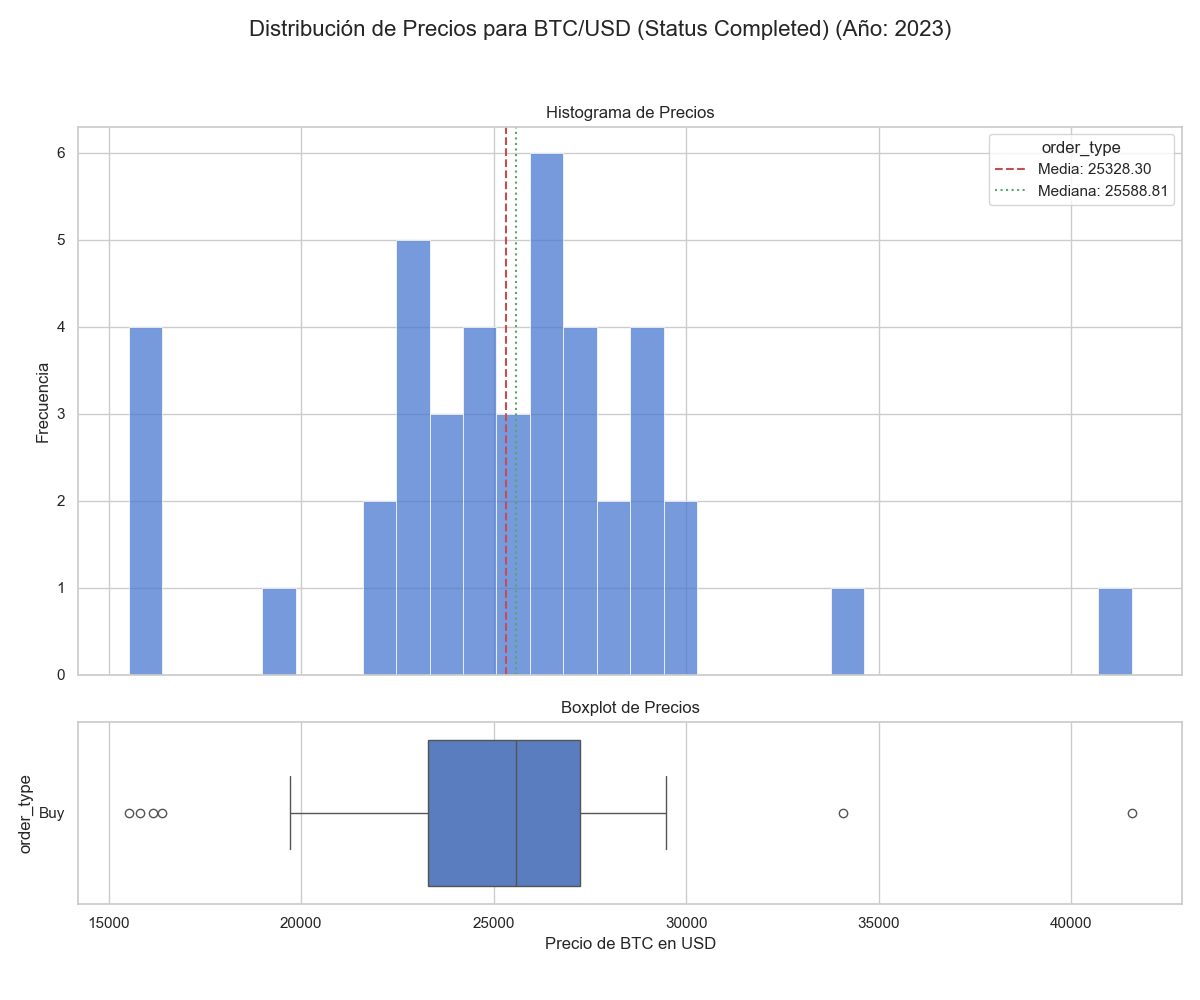 Distribución de Precios para BTC/USD (Status Completed) (Año: 2023)
Histograma de Precios
order_type
Media: 25328.30
Mediana: 25588.81
Frecuencia
6
5
4
3
2
1
0
Boxplot de Precios
order_type
Buy
15000 20000 25000 30000 35000 40000
Precio de BTC en USD